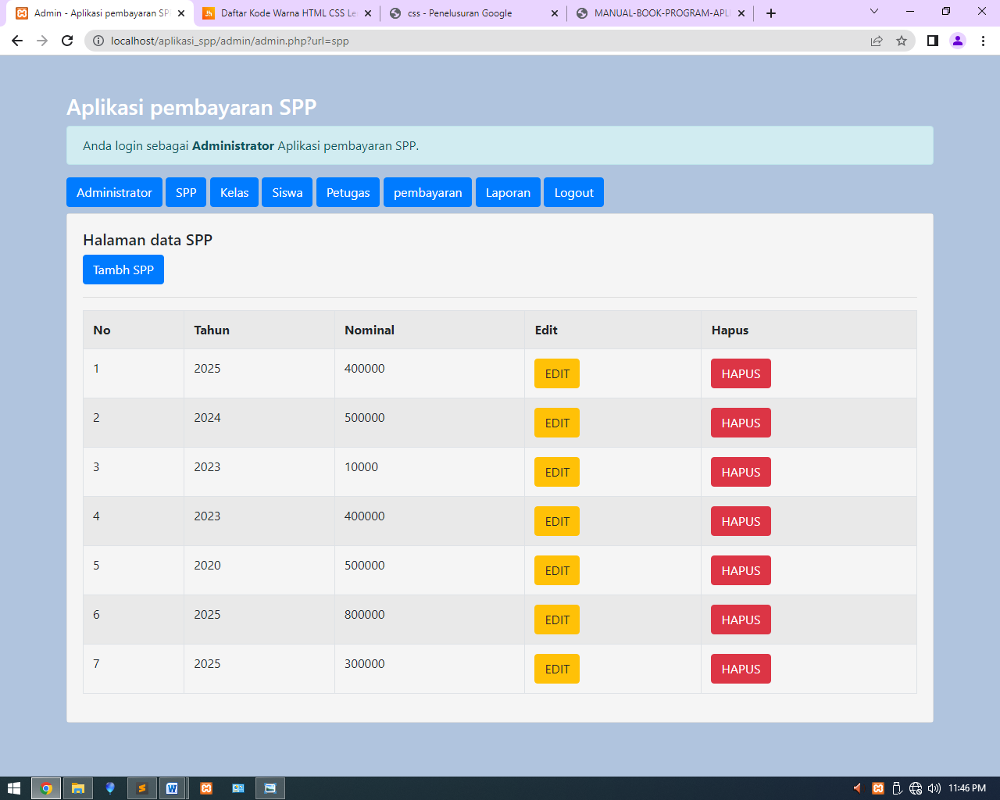 Admin - Aplikasi pembayaran SP
Daftar Kode Warna HTML CSS Le
css - Penelusuran Google
MANUAL-BOOK-PROGRAM-APL
localhost/aplikasi_spp/admin/admin.php?url=spp
Aplikasi pembayaran SPP
Anda login sebagai Administrator Aplikasi pembayaran SPP.
Administrator SPP Kelas Siswa Petugas pembayaran Laporan Logout
Halaman data SPP
Tambh SPP
No Tahun Nominal Edit Hapus
1 2025 400000 EDIT HAPUS
2 2024 500000 EDIT HAPUS
3 2023 10000 EDIT HAPUS
4 2023 400000 EDIT HAPUS
5 2020 500000 EDIT HAPUS
6 2025 800000 EDIT HAPUS
7 2025 300000 EDIT HAPUS
11:46 PM